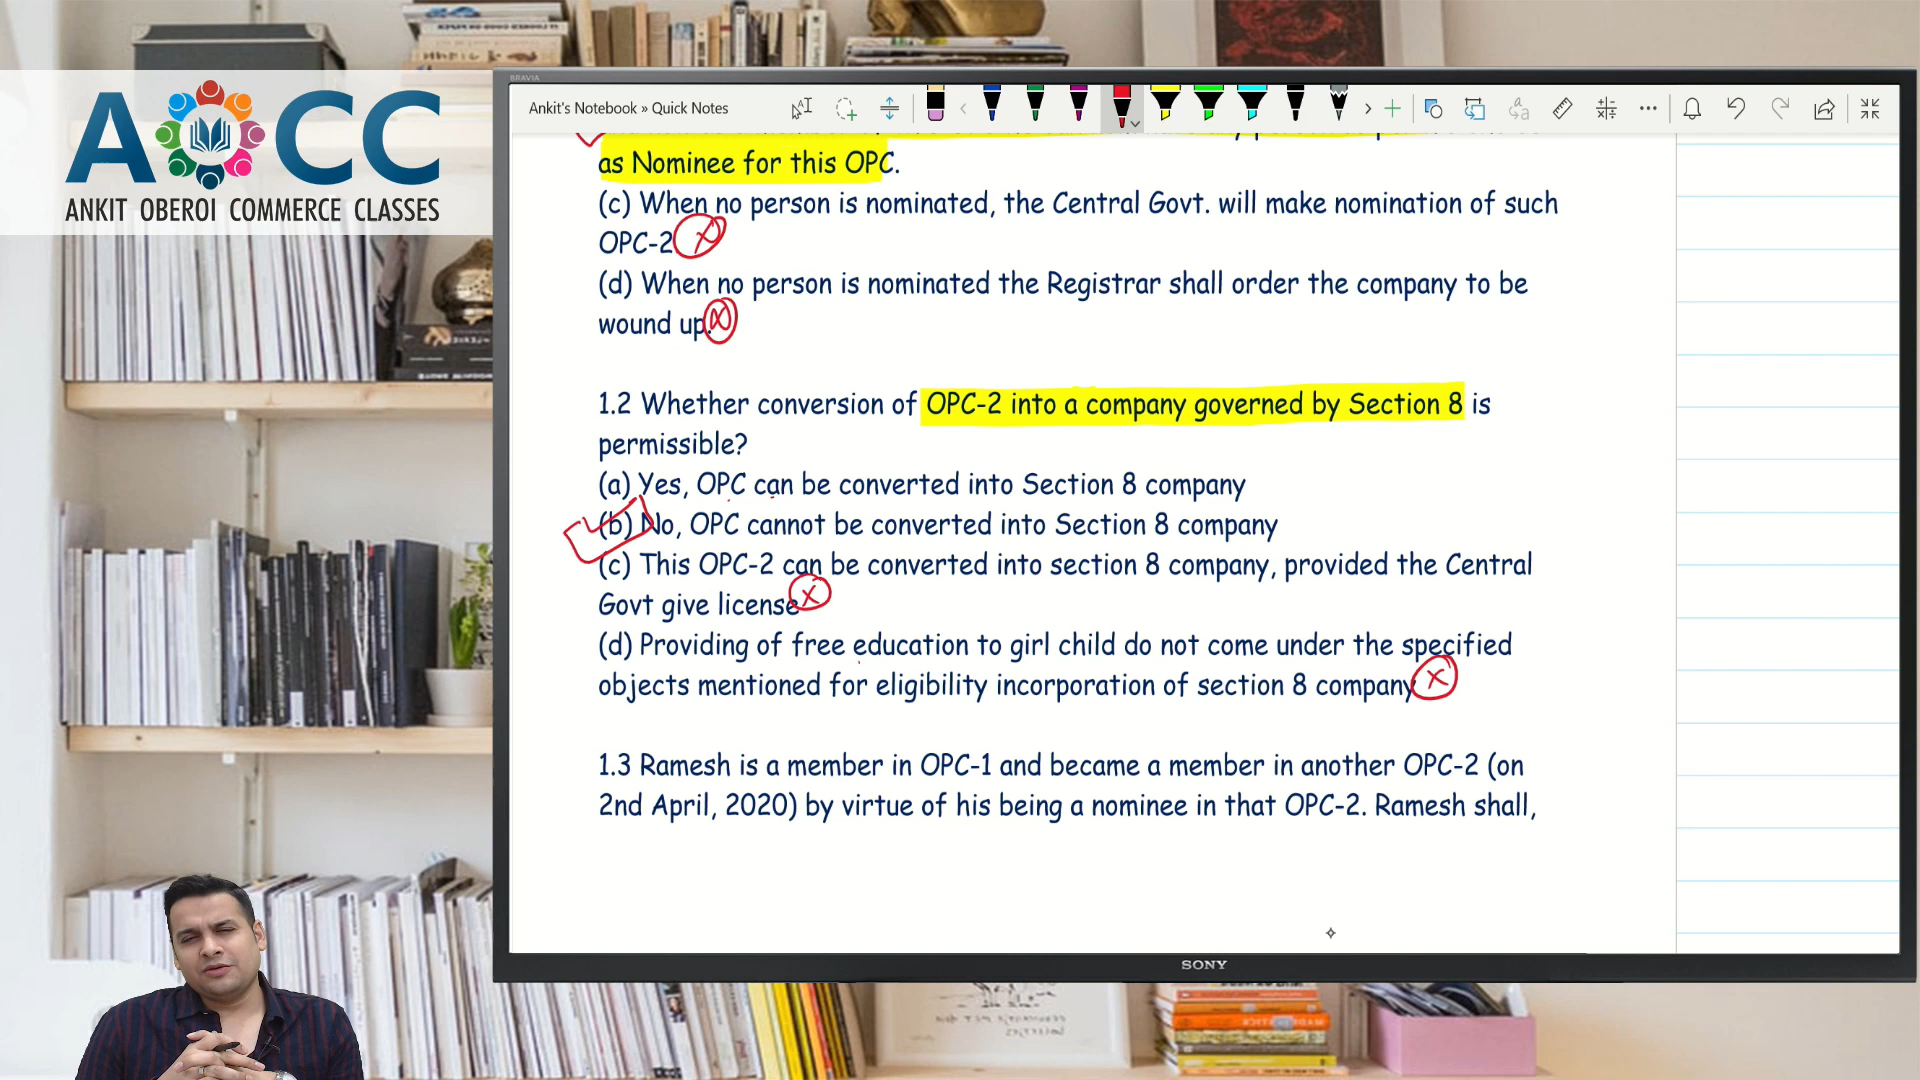 BRAVIA
Ankit's Notebook » Quick Notes
AOCC
ANKIT OBEROI COMMERCE CLASSES
as Nominee for this OPC.
(c) When no person is nominated, the Central Govt. will make nomination of such
OPC-2
(d) When no person is nominated the Registrar shall order the company to be
wound up.
1.2 Whether conversion of OPC-2 into a company governed by Section 8 is
permissible?
(a) Yes, OPC can be converted into Section 8 company
(b) No, OPC cannot be converted into Section 8 company
(c) This OPC-2 can be converted into section 8 company, provided the Central
Govt give license
(d) Providing of free education to girl child do not come under the specified
objects mentioned for eligibility incorporation of section 8 company
1.3 Ramesh is a member in OPC-1 and became a member in another OPC-2 (on
2nd April, 2020) by virtue of his being a nominee in that OPC-2. Ramesh shall,
SONY